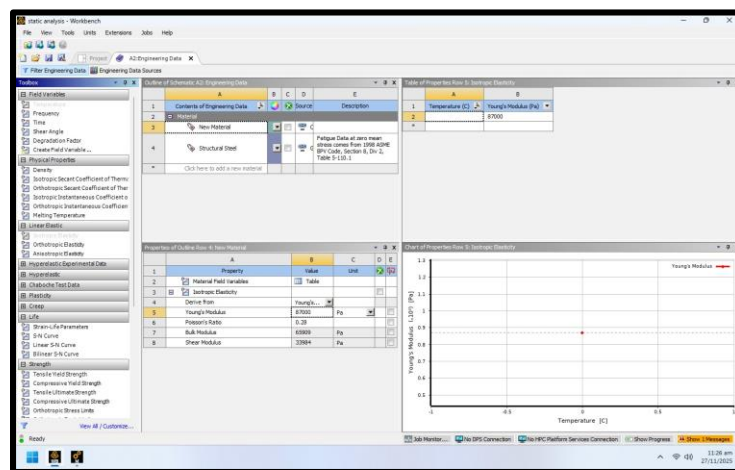 static analysis - Workbench
File View Tools Units Extensions Jobs Help
Project A2:Engineering Data
Filter Engineering Data Engineering Data Sources
Toolbox
Field Variables
Temperature
Frequency
Time
Shear Angle
Degradation Factor
Create Field Variable ...
Physical Properties
Density
Isotropic Secant Coefficient of Therma
Orthotropic Secant Coefficient of Ther
Isotropic Instantaneous Coefficient o
Orthotropic Instantaneous Coefficien
Melting Temperature
Linear Elastic
Isotropic Elasticity
Orthotropic Elasticity
Anisotropic Elasticity
Hyperelastic Experimental Data
Hyperelastic
Chaboche Test Data
Plasticity
Creep
Life
Strain-Life Parameters
S-N Curve
Linear S-N Curve
Bilinear S-N Curve
Strength
Tensile Yield Strength
Compressive Yield Strength
Tensile Ultimate Strength
Compressive Ultimate Strength
Orthotropic Stress Limits
View All / Customize...
Outline of Schematic A2: Engineering Data
A B C D E
1 Contents of Engineering Data Source Description
2 Material
3 New Material
4 Structural Steel
Fatigue Data at zero mean
stress comes from 1998 ASME
BPV Code, Section 8, Div 2,
Table 5-110.1
* Click here to add a new material
Table of Properties Row 3: Isotropic Elasticity
A B
1 Temperature (C) Young's Modulus (Pa)
2 87000
*
Properties of Outline Row 4: New Material
A B C D E
1 Property Value Unit
2 Material Field Variables Table
3 Isotropic Elasticity
4 Derive from Young's...
5 Young's Modulus 87000 Pa
6 Poisson's Ratio 0.28
7 Bulk Modulus Pa
8 Shear Modulus 33984 Pa
Chart of Properties Row 3: Isotropic Elasticity
Young's Modulus
Young's Modulus [Pa]
1.3
1.2
1.1
1
0.9
0.8
0.7
0.6
0.5
-1 -0.5 0 0.5 1
Temperature [C]
Ready
Job Monitor... No DPS Connection No HPC Platform Services Connection Show Progress Show 1 Messages
11:26 am
27/11/2025